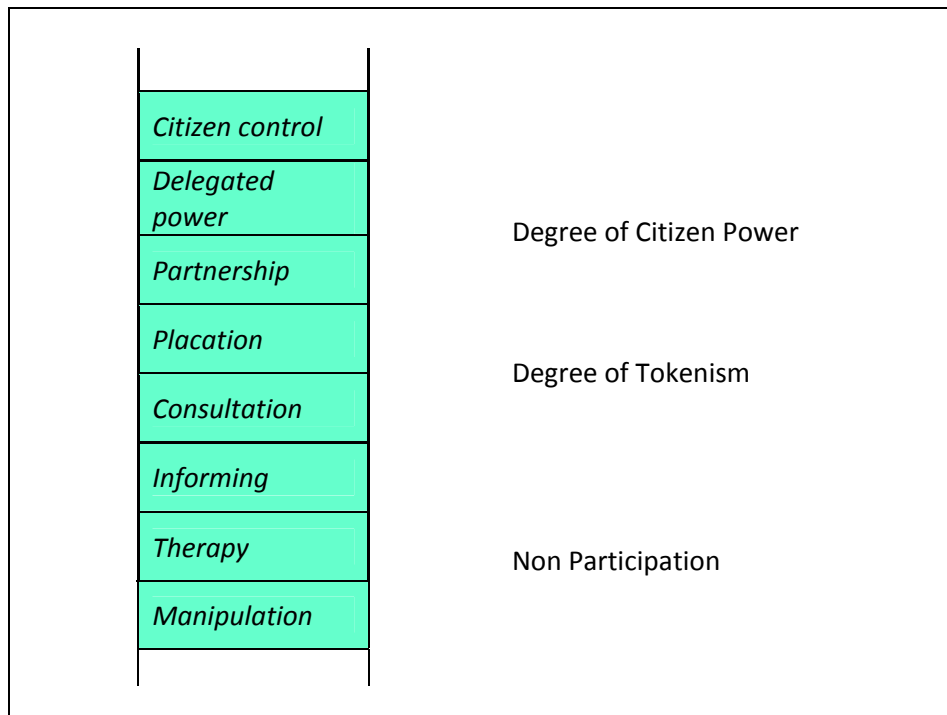 Citizen control
Delegated
power
Degree of Citizen Power
Partnership
Placation
Degree of Tokenism
Consultation
Informing
Therapy
Non Participation
Manipulation